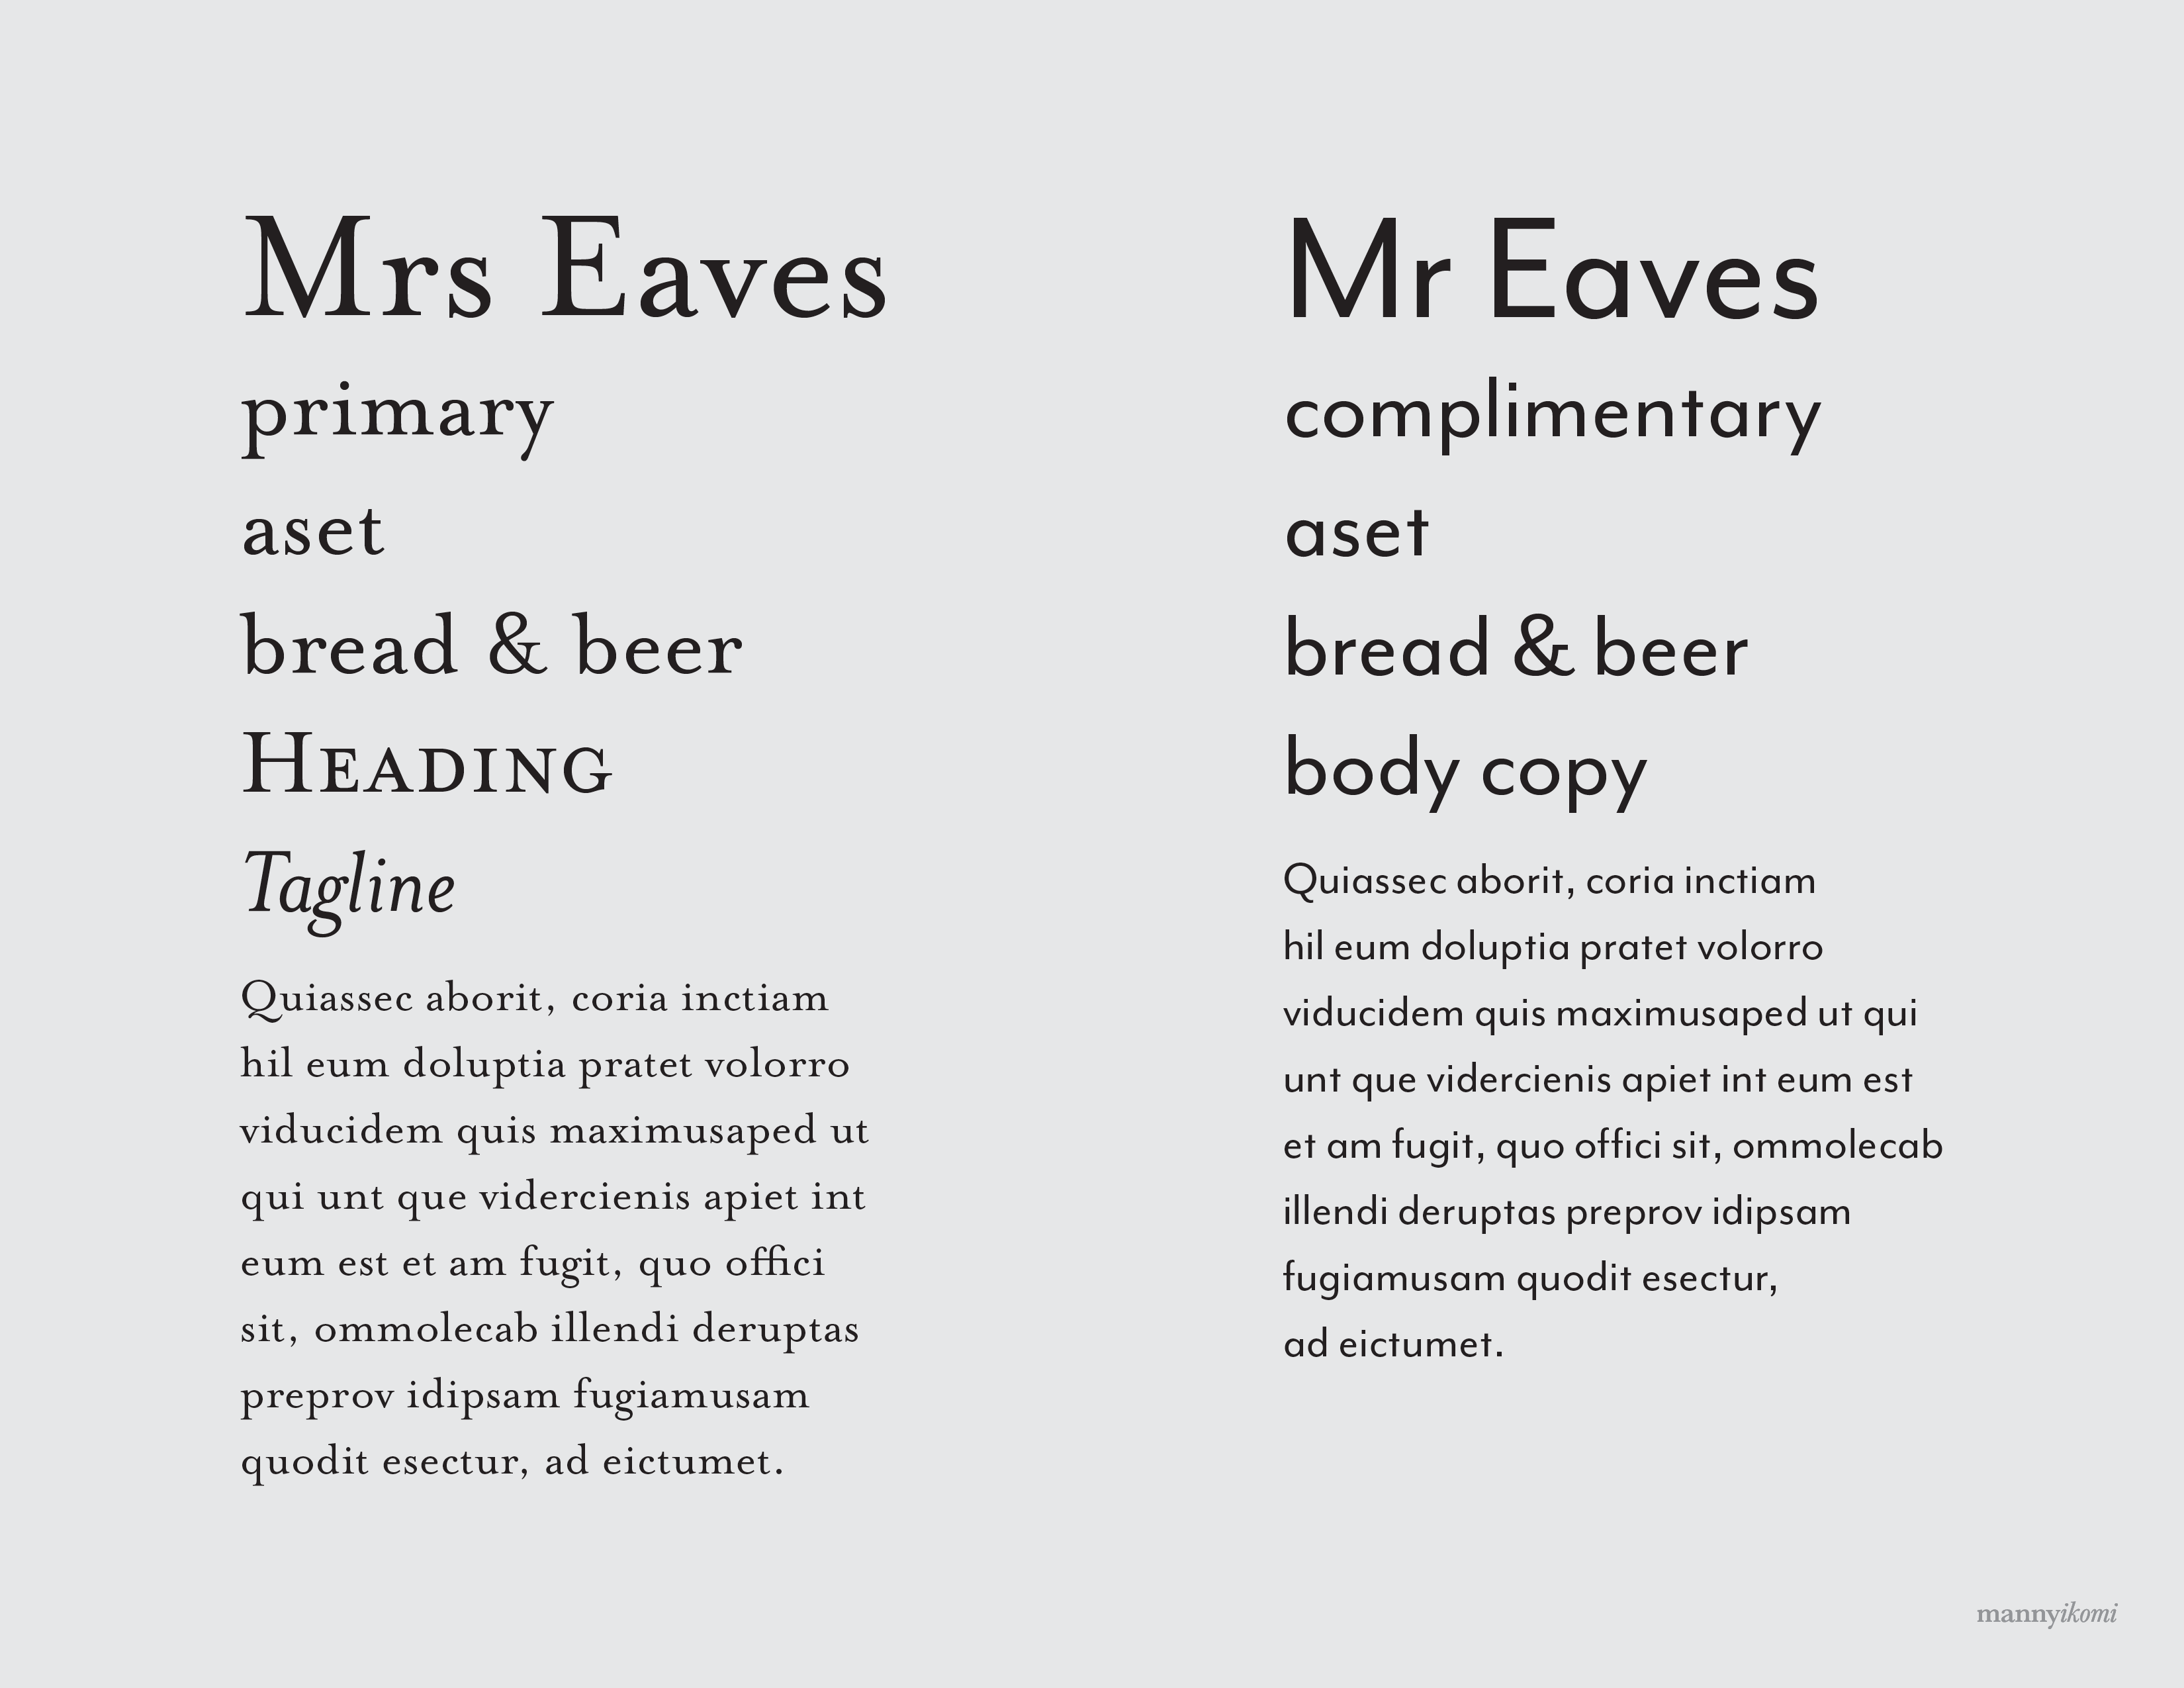 Mrs Eaves
primary
aset
bread & beer
Heading
Tagline
Quiassec aborit, coria inctiam
hil eum doluptia pratet volorro
viducidem quis maximusaped ut
qui unt que vidercienis apiet int
eum est et am fugit, quo offici
sit, ommolecab illendi deruptas
preprov idipsam fugiamusam
quodit esectur, ad eictumet.
Mr Eaves
complimentary
aset
bread & beer
body copy
Quiassec aborit, coria inctiam
hil eum doluptia pratet volorro
viducidem quis maximusaped ut qui
unt que vidercienis apiet int eum est
et am fugit, quo offici sit, ommolecab
illendi deruptas preprov idipsam
fugiamusam quodit esectur,
ad eictumet.
mannyikomi